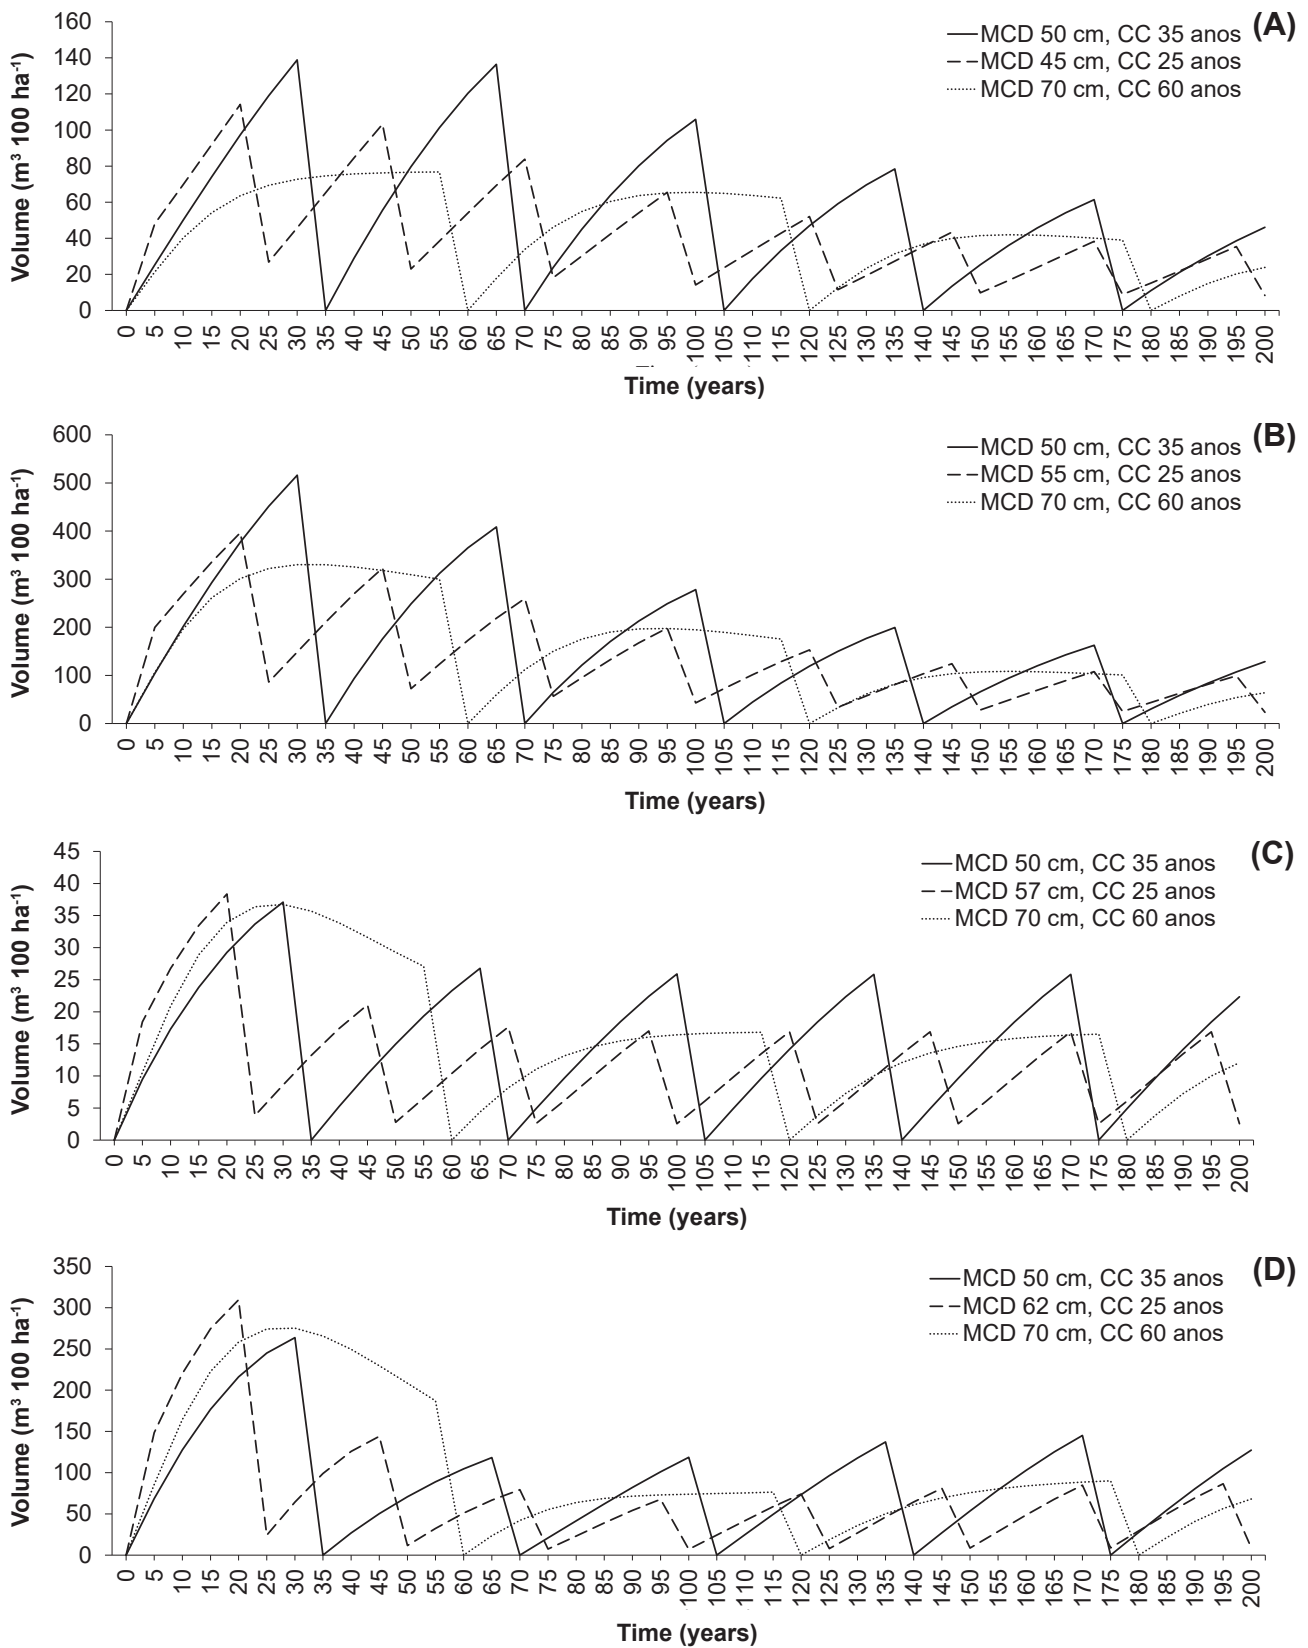 (A)
MCD 50 cm, CC 35 anos
MCD 45 cm, CC 25 anos
MCD 70 cm, CC 60 anos
Volume (m³ 100 ha⁻¹)
160
140
120
100
80
60
40
20
0
0 5 10 15 20 25 30 35 40 45 50 55 60 65 70 75 80 85 90 95 100 105 110 115 120 125 130 135 140 145 150 155 160 165 170 175 180 185 190 195 200
Time (years)
(B)
MCD 50 cm, CC 35 anos
MCD 55 cm, CC 25 anos
MCD 70 cm, CC 60 anos
Volume (m³ 100 ha⁻¹)
600
500
400
300
200
100
0
0 5 10 15 20 25 30 35 40 45 50 55 60 65 70 75 80 85 90 95 100 105 110 115 120 125 130 135 140 145 150 155 160 165 170 175 180 185 190 195 200
Time (years)
(C)
MCD 50 cm, CC 35 anos
MCD 57 cm, CC 25 anos
MCD 70 cm, CC 60 anos
Volume (m³ 100 ha⁻¹)
45
40
35
30
25
20
15
10
5
0
0 5 10 15 20 25 30 35 40 45 50 55 60 65 70 75 80 85 90 95 100 105 110 115 120 125 130 135 140 145 150 155 160 165 170 175 180 185 190 195 200
Time (years)
(D)
MCD 50 cm, CC 35 anos
MCD 62 cm, CC 25 anos
MCD 70 cm, CC 60 anos
Volume (m³ 100 ha⁻¹)
350
300
250
200
150
100
50
0
0 5 10 15 20 25 30 35 40 45 50 55 60 65 70 75 80 85 90 95 100 105 110 115 120 125 130 135 140 145 150 155 160 165 170 175 180 185 190 195 200
Time (years)